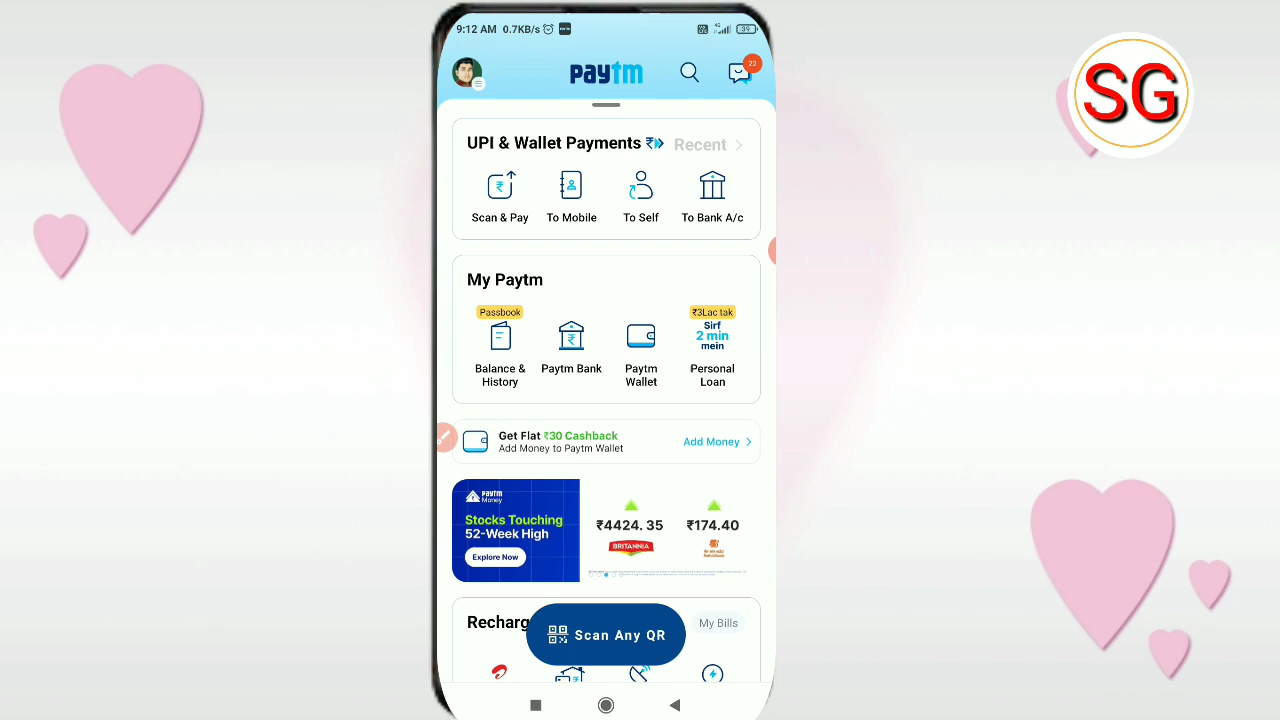 9:12 AM 0.7KB/s
4G
39
paytm
22
SG
UPI & Wallet Payments
Recent
Scan & Pay
To Mobile
To Self
To Bank A/c
My Paytm
Passbook
₹3Lac tak
Sirf
2 min
mein
Balance &
History
Paytm Bank
Paytm
Wallet
Personal
Loan
Get Flat ₹30 Cashback
Add Money to Paytm Wallet
Add Money
paytm
Money
Stocks Touching
52-Week High
Explore Now
₹4424.35
₹174.40
BRITANNIA
Recharg
Scan Any QR
My Bills